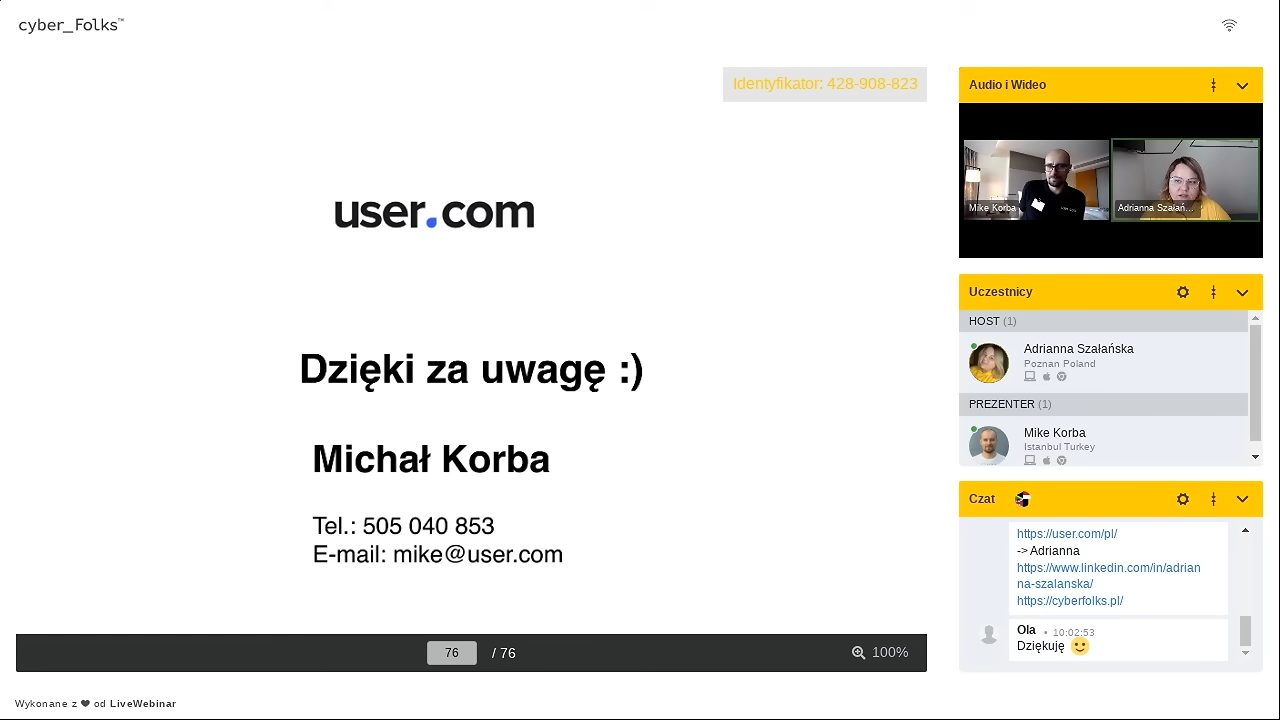 cyber_Folks™
Identyfikator: 428-908-823
user.com
Dzięki za uwagę :)
Michał Korba
Tel.: 505 040 853
E-mail: mike@user.com
76 / 76
100%
Wykonane z ❤ od LiveWebinar
Audio i Wideo
Mike Korba
Adrianna Szalań...
Uczestnicy
HOST (1)
Adrianna Szałańska
Poznan Poland
PREZENTER (1)
Mike Korba
Istanbul Turkey
Czat
https://user.com/pl/
-> Adrianna
https://www.linkedin.com/in/adrian
na-szalanska/
https://cyberfolks.pl/
Ola • 10:02:53
Dziękuję 🙂